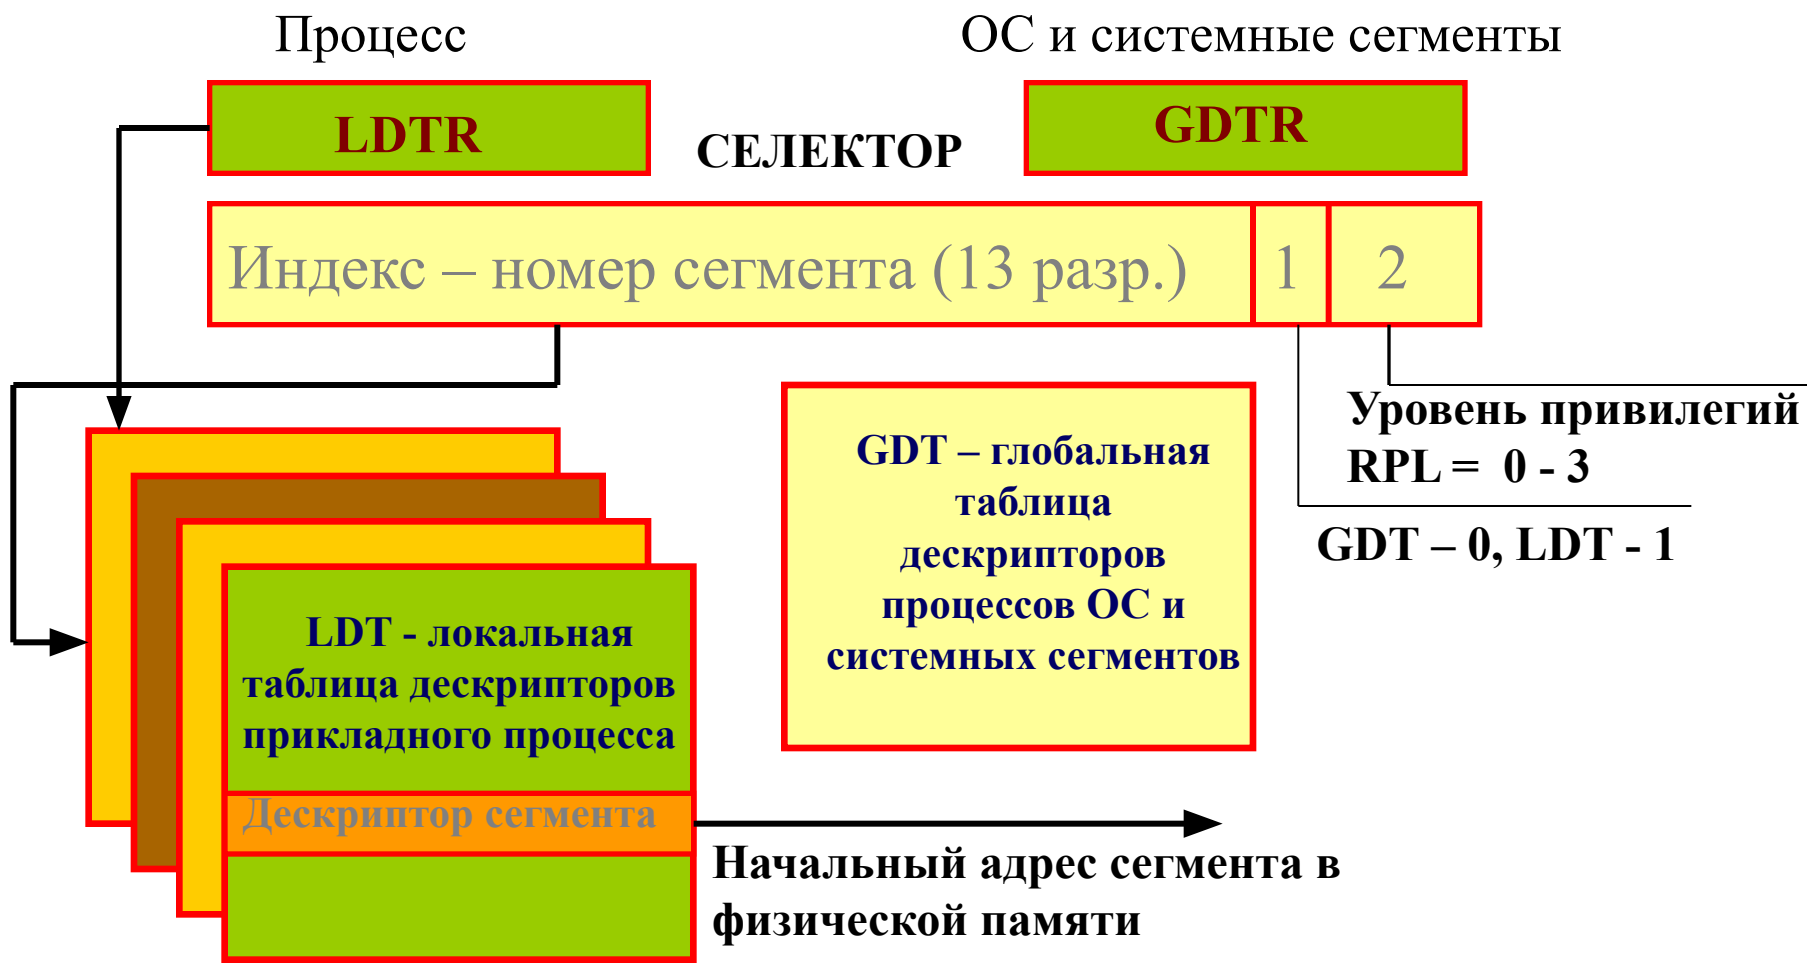 Процесс
ОС и системные сегменты
LDTR
GDTR
СЕЛЕКТОР
Индекс – номер сегмента (13 разр.)
1
2
Уровень привилегий
RPL = 0 - 3
GDT – 0, LDT - 1
GDT – глобальная
таблица
дескрипторов
процессов ОС и
системных сегментов
LDT - локальная
таблица дескрипторов
прикладного процесса
Дескриптор сегмента
Начальный адрес сегмента в
физической памяти